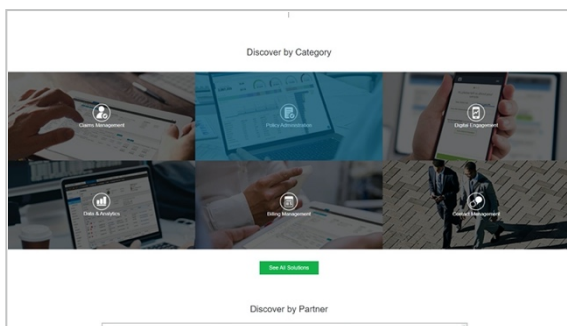 Discover by Category
Claims Management
Policy Administration
Digital Engagement
Data & Analytics
Billing Management
Contact Management
See All Solutions
Discover by Partner